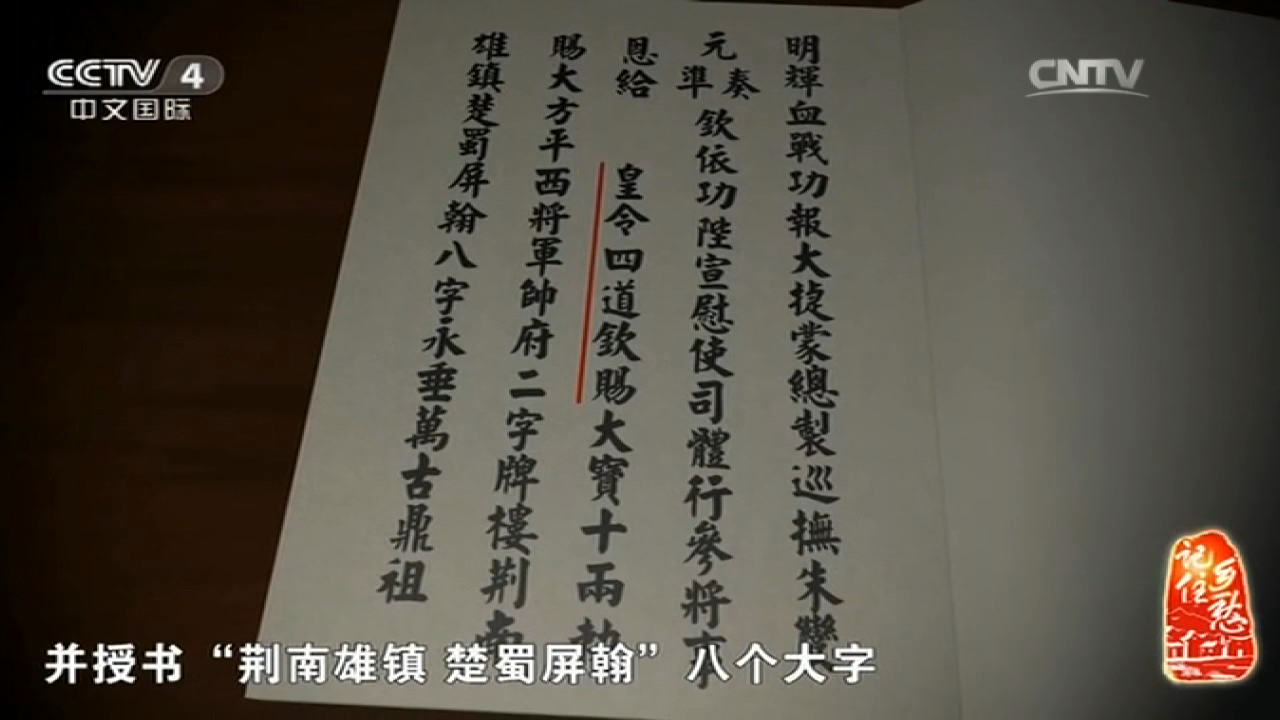 CCTV 4
中文国际
CNTV
明輝血戰功報大捷蒙總製巡撫朱燮
元奏準欽依功陞宣慰使司體行參將
恩給 皇令四道欽賜大寶十兩勅
賜大方平西將軍帥府二字牌樓荆南
雄鎮楚蜀屏翰八字永垂萬古鼎祖
记住乡愁
并授书“荆南雄镇 楚蜀屏翰”八个大字